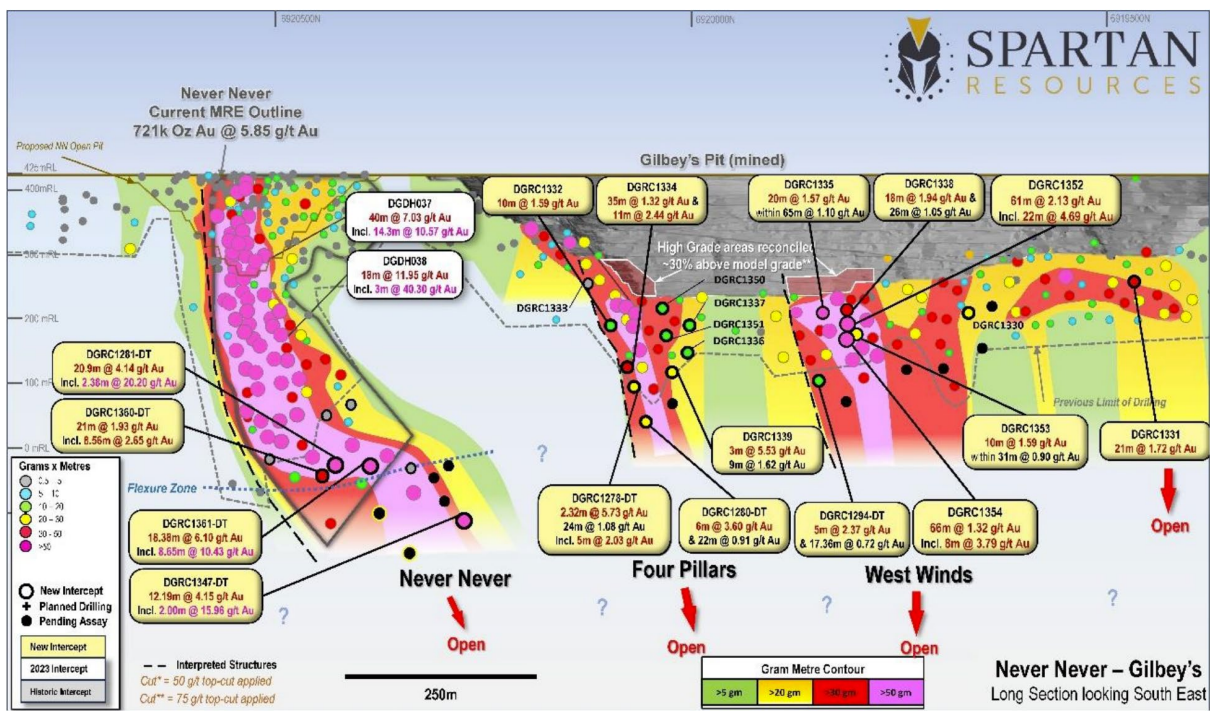 6920500N
6920000N
SPARTAN
RESOURCES
Never Never
Current MRE Outline
721k Oz Au @ 5.85 g/t Au
Proposed NN Open Pit
Gilbey's Pit (mined)
400mRL
200 mRL
100 mRL
0 mRL
DGDH037
40m @ 7.03 g/t Au
Incl. 14.3m @ 10.57 g/t Au
DGDH038
18m @ 11.95 g/t Au
Incl. 3m @ 40.30 g/t Au
DGRC1332
10m @ 1.59 g/t Au
DGRC1334
35m @ 1.32 g/t Au &
11m @ 2.44 g/t Au
DGRC1335
20m @ 1.57 g/t Au
within 65m @ 1.10 g/t Au
DGRC1338
18m @ 1.94 g/t Au &
26m @ 1.05 g/t Au
DGRC1352
61m @ 2.13 g/t Au
Incl. 22m @ 4.69 g/t Au
High Grade areas reconciled
~30% above model grade**
DGRC1350
DGRC1333
DGRC1337
DGRC1351
DGRC1336
DGRC1330
DGRC1281-DT
20.9m @ 4.14 g/t Au
Incl. 2.38m @ 20.20 g/t Au
DGRC1360-DT
21m @ 1.93 g/t Au
Incl. 8.56m @ 2.65 g/t Au
Previous Limit of Drilling
DGRC1339
3m @ 5.53 g/t Au
9m @ 1.62 g/t Au
DGRC1353
10m @ 1.59 g/t Au
within 31m @ 0.90 g/t Au
DGRC1331
21m @ 1.72 g/t Au
Open
Flexure Zone
?
Grams x Metres
0.5 - 5
5 - 10
10 - 20
20 - 30
30 - 50
>50
New Intercept
Planned Drilling
Pending Assay
New Intercept
2023 Intercept
Historic Intercept
DGRC1361-DT
18.38m @ 6.10 g/t Au
Incl. 8.65m @ 10.43 g/t Au
DGRC1347-DT
12.19m @ 4.15 g/t Au
Incl. 2.00m @ 15.96 g/t Au
DGRC1278-DT
2.32m @ 5.73 g/t Au
24m @ 1.08 g/t Au
Incl. 5m @ 2.03 g/t Au
DGRC1280-DT
6m @ 3.60 g/t Au
& 22m @ 0.91 g/t Au
DGRC1294-DT
5m @ 2.37 g/t Au
& 17.36m @ 0.72 g/t Au
DGRC1354
66m @ 1.32 g/t Au
Incl. 8m @ 3.79 g/t Au
Never Never
Four Pillars
West Winds
? ? ? ?
Open
Open
Open
Interpreted Structures
Cut* = 50 g/t top-cut applied
Cut** = 75 g/t top-cut applied
250m
Gram Metre Contour
>5 gm
>20 gm
>30 gm
>50 gm
Never Never – Gilbey's
Long Section looking South East